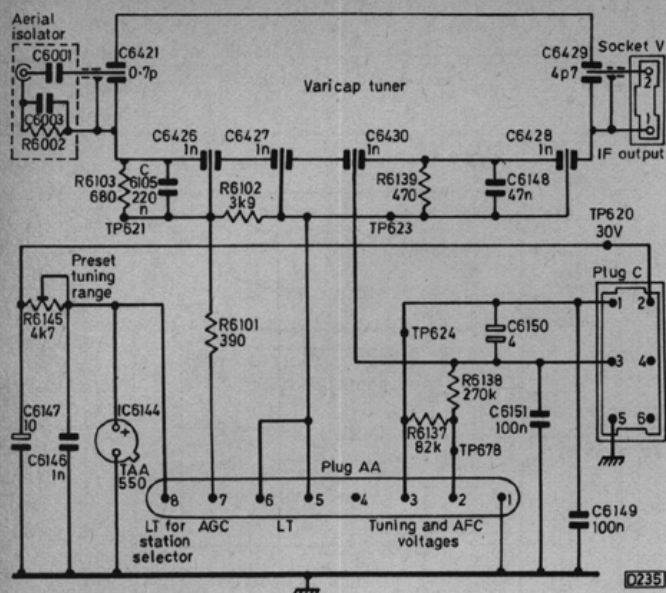 Aerial
isolator
C6001
C6003
R6002
C6421
0·7p
Varicap tuner
C6429
4p7
Socket V
2
1
IF output
C6426
1n
C6427
1n
C6430
1n
C6428
1n
R6103
680
C
6105
220
n
R6102
3k9
R6139
470
C6148
47n
TP621
TP623
TP620
30V
Preset
tuning
range
R6145
4k7
R6101
390
TP624
C6150
4
Plug C
1
2
3
4
5
6
R6138
270k
C6151
100n
R6137
82k
TP678
C6147
10
C6146
1n
IC6144
+
TAA
550
Plug AA
8
7
6
5
4
3
2
1
LT for
station
selector
AGC
LT
Tuning and AFC
voltages
C6149
100n
D235